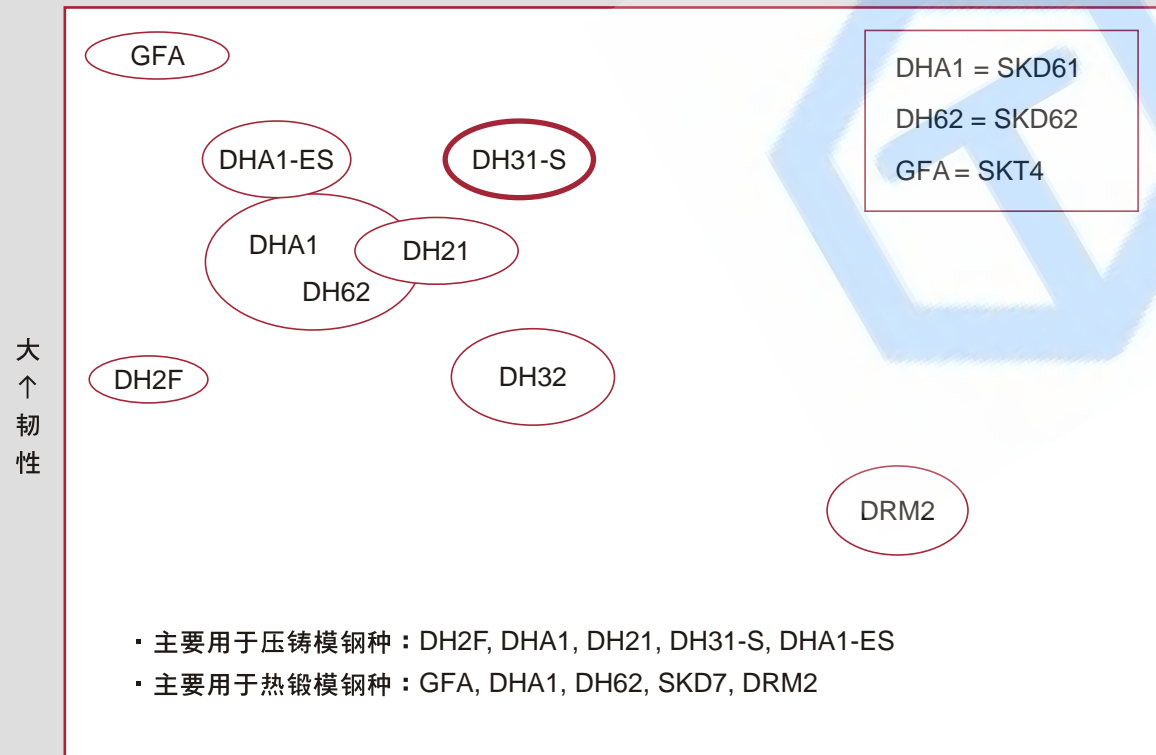 GFA
DHA1 = SKD61
DH62 = SKD62
GFA = SKT4
DHA1-ES
DH31-S
DHA1
DH21
DH62
大
↑
韧
性
DH2F
DH32
DRM2
· 主要用于压铸模钢种：DH2F, DHA1, DH21, DH31-S, DHA1-ES
· 主要用于热锻模钢种：GFA, DHA1, DH62, SKD7, DRM2